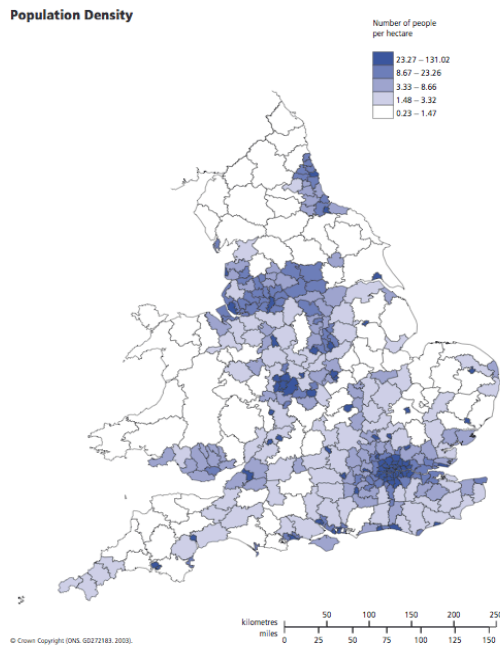 Population Density
Number of people
per hectare
23.27 – 131.02
8.67 – 23.26
3.33 – 8.66
1.48 – 3.32
0.23 – 1.47
kilometres 50 100 150 200 250
miles 0 25 50 75 100 125 150
© Crown Copyright (ONS. GD272183. 2003).